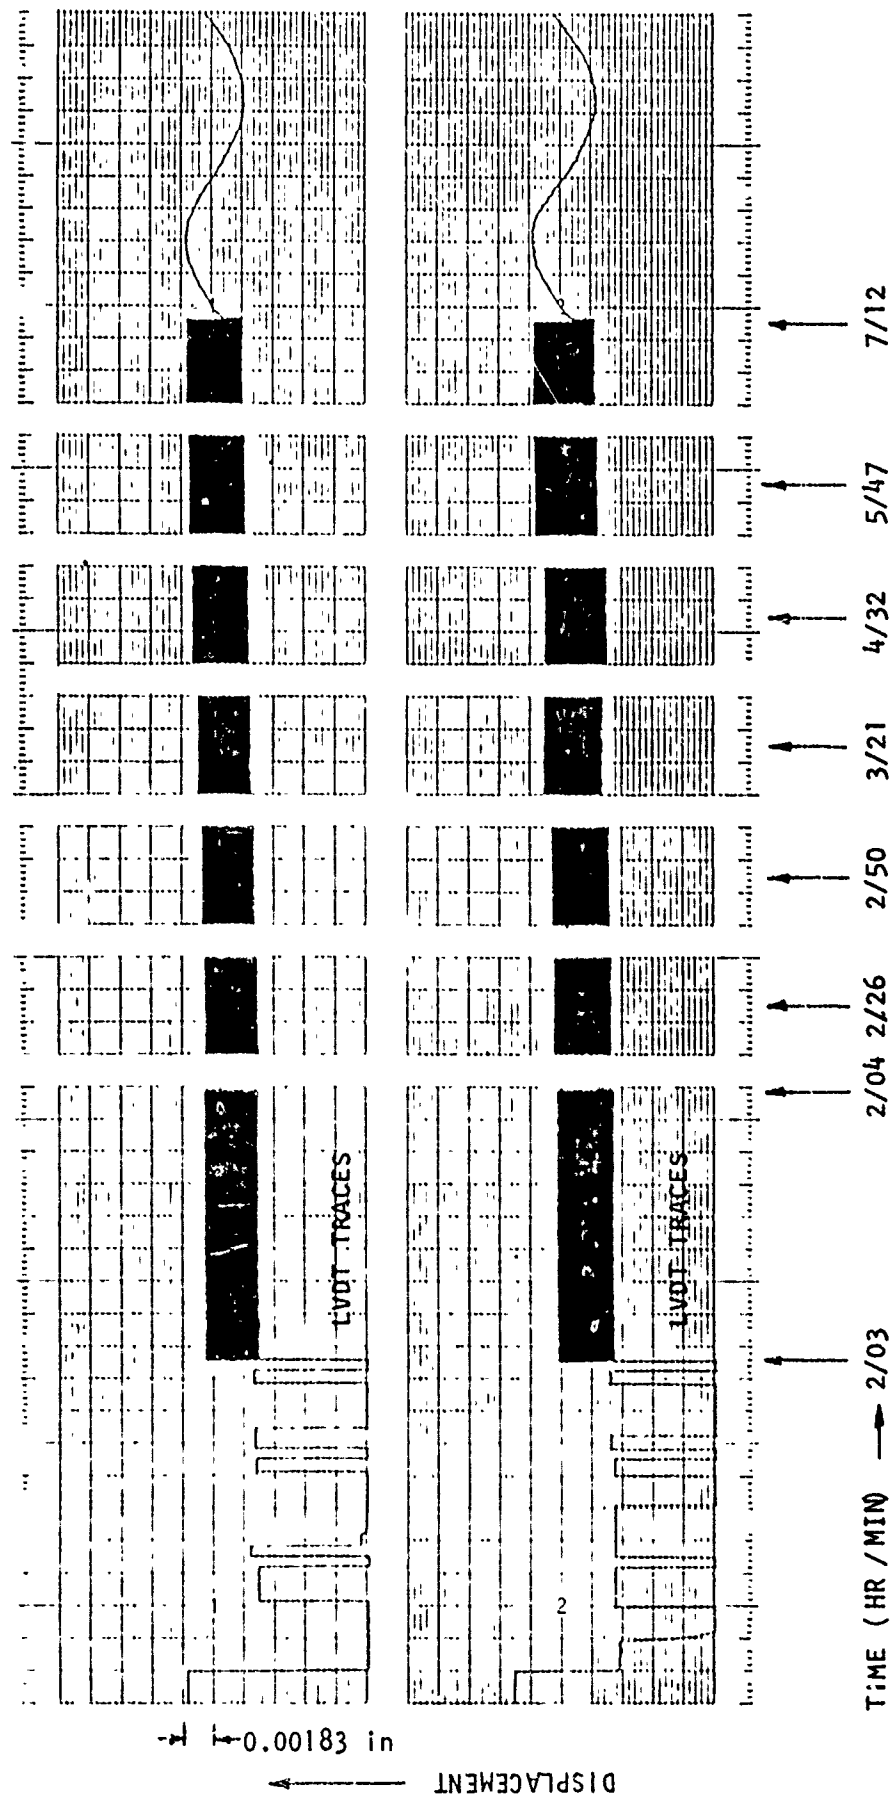 LVDT TRACES
LVDT TRACES
2
0.00183 in
DISPLACEMENT
TIME (HR/MIN)
2/03
2/04
2/26
2/50
3/21
4/32
5/47
7/12